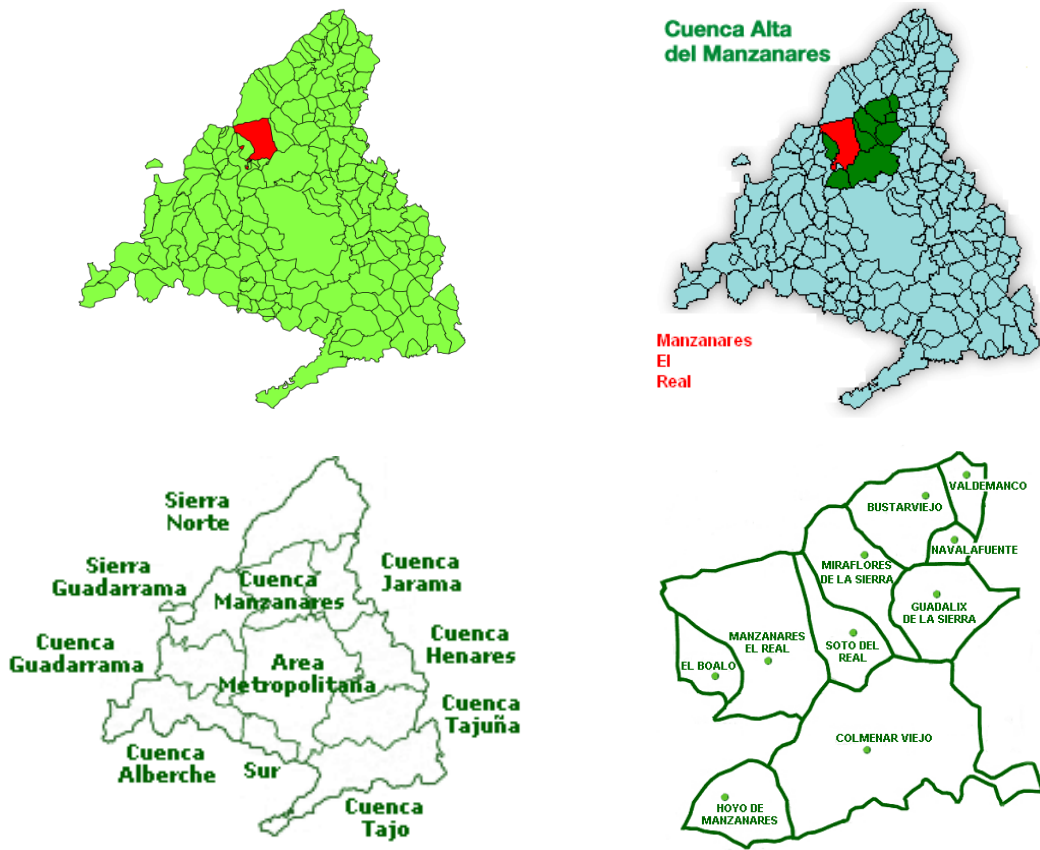 Cuenca Alta
del Manzanares
Manzanares
El
Real
Sierra
Norte
Sierra
Guadarrama
Cuenca
Manzanares
Cuenca
Jarama
Cuenca
Guadarrama
Area
Metropolitana
Cuenca
Henares
Cuenca
Tajuña
Cuenca
Alberche
Sur
Cuenca
Tajo
VALDEMANCO
BUSTARVIEJO
NAVALAFUENTE
MIRAFLORES
DE LA SIERRA
GUADALIX
DE LA SIERRA
MANZANARES
EL REAL
SOTO DEL
REAL
EL BOALO
COLMENAR VIEJO
HOYO DE
MANZANARES